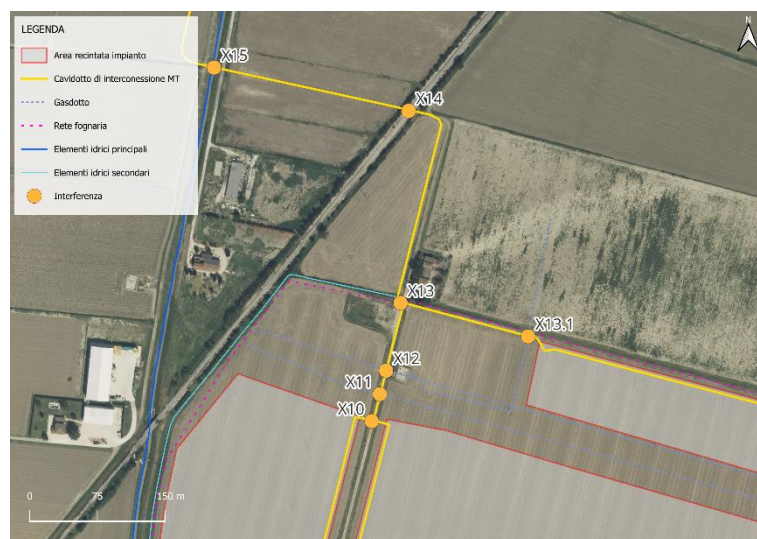 LEGENDA
Area recintata impianto
Cavidotto di interconessione MT
Gasdotto
Rete fognaria
Elementi idrici principali
Elementi idrici secondari
Interferenza
N
X15
X14
X13
X13.1
X12
X11
X10
0 75 150 m